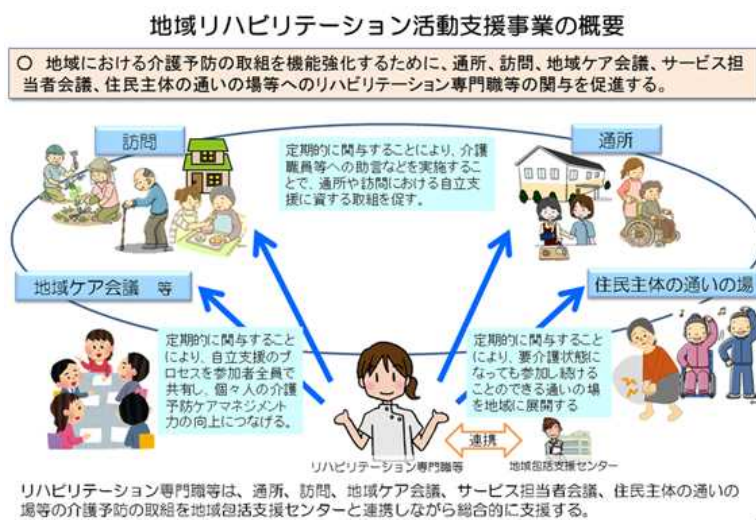 地域リハビリテーション活動支援事業の概要
○ 地域における介護予防の取組を機能強化するために、通所、訪問、地域ケア会議、サービス担
当者会議、住民主体の通いの場等へのリハビリテーション専門職等の関与を促進する。
訪問
定期的に関与することにより、介護
職員等への助言などを実施するこ
とで、通所や訪問における自立支
援に資する取組を促す。
通所
地域ケア会議 等
住民主体の通いの場
定期的に関与すること
により、自立支援のプ
ロセスを参加者全員で
共有し、個々人の介護
予防ケアマネジメント
力の向上につなげる。
定期的に関与すること
により、要介護状態に
なっても参加し続ける
ことのできる通いの場
を地域に展開する
連携
リハビリテーション専門職等
地域包括支援センター
リハビリテーション専門職等は、通所、訪問、地域ケア会議、サービス担当者会議、住民主体の通いの
場等の介護予防の取組を地域包括支援センターと連携しながら総合的に支援する。